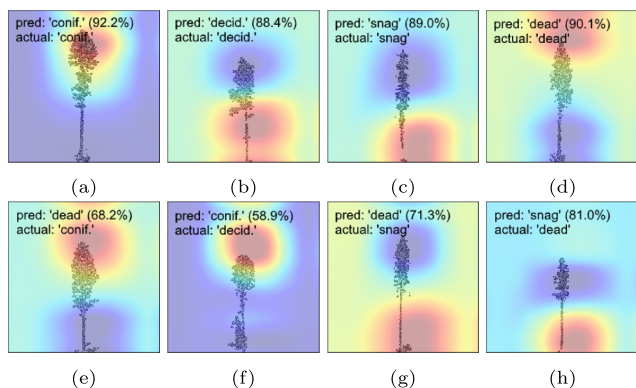 pred: 'conif.' (92.2%)
actual: 'conif.'
pred: 'decid.' (88.4%)
actual: 'decid.'
pred: 'snag' (89.0%)
actual: 'snag'
pred: 'dead' (90.1%)
actual: 'dead'
(a)
(b)
(c)
(d)
pred: 'dead' (68.2%)
actual: 'conif.'
pred: 'conif.' (58.9%)
actual: 'decid.'
pred: 'dead' (71.3%)
actual: 'snag'
pred: 'snag' (81.0%)
actual: 'dead'
(e)
(f)
(g)
(h)